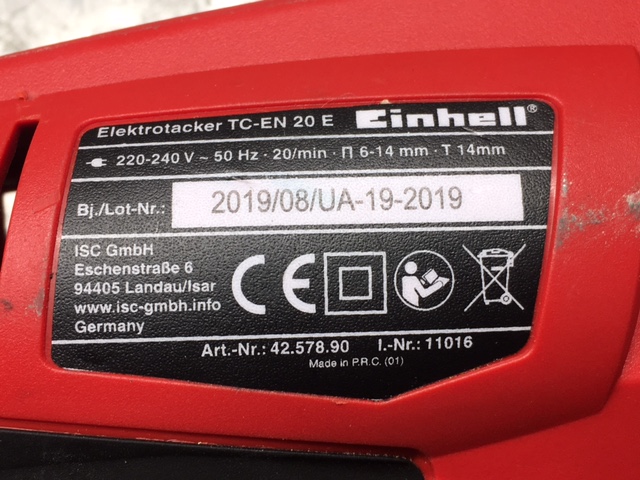 Elektrotacker TC-EN 20 E Einhell®
220-240 V ~ 50 Hz · 20/min · Π 6-14 mm · T 14mm
Bj./Lot-Nr.: 2019/08/UA-19-2019
ISC GmbH
Eschenstraße 6
94405 Landau/Isar
www.isc-gmbh.info
Germany
CE
Art.-Nr.: 42.578.90 I.-Nr.: 11016
Made in P.R.C. (01)